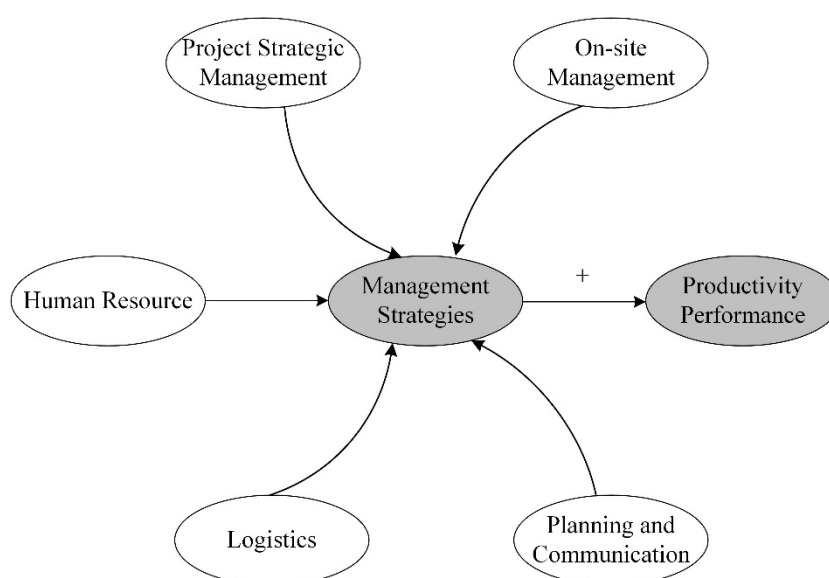 Project Strategic
Management
On-site
Management
Human Resource
Management
Strategies
+
Productivity
Performance
Logistics
Planning and
Communication